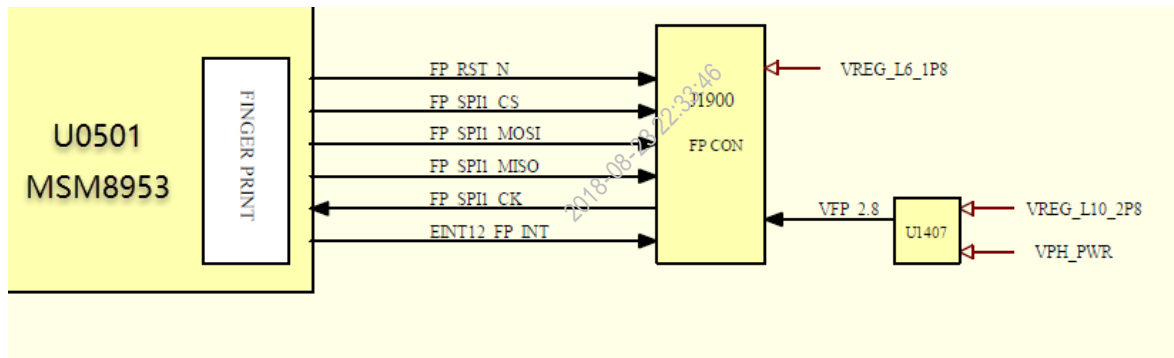 U0501
MSM8953
FINGER PRINT
FP_RST_N
FP_SPI1_CS
FP_SPI1_MOSI
FP_SPI1_MISO
FP_SPI1_CK
EINT12_FP_INT
J1900
FP CON
2018-08-23 22:33:46
VREG_L6_1P8
VFP_2.8
U1407
VREG_L10_2P8
VPH_PWR